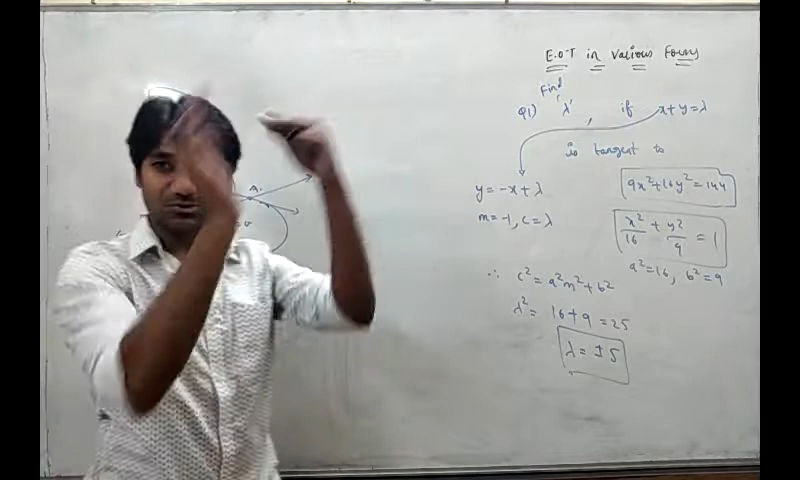 E.O.T in Various Forms
Q1) Find 'λ', if x+y=λ
is tangent to
9x²+16y²=144
y=-x+λ
m=-1, c=λ
x²/16 + y²/9 = 1
a²=16, b²=9
∴ c²=a²m²+b²
λ²= 16+9=25
λ=±5